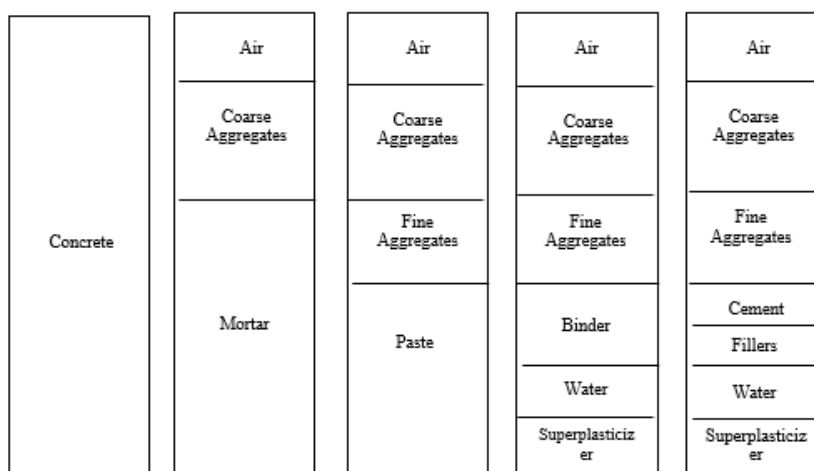 Concrete
Air
Coarse
Aggregates
Mortar
Air
Coarse
Aggregates
Fine
Aggregates
Paste
Air
Coarse
Aggregates
Fine
Aggregates
Binder
Water
Superplasticiz
er
Air
Coarse
Aggregates
Fine
Aggregates
Cement
Fillers
Water
Superplasticiz
er